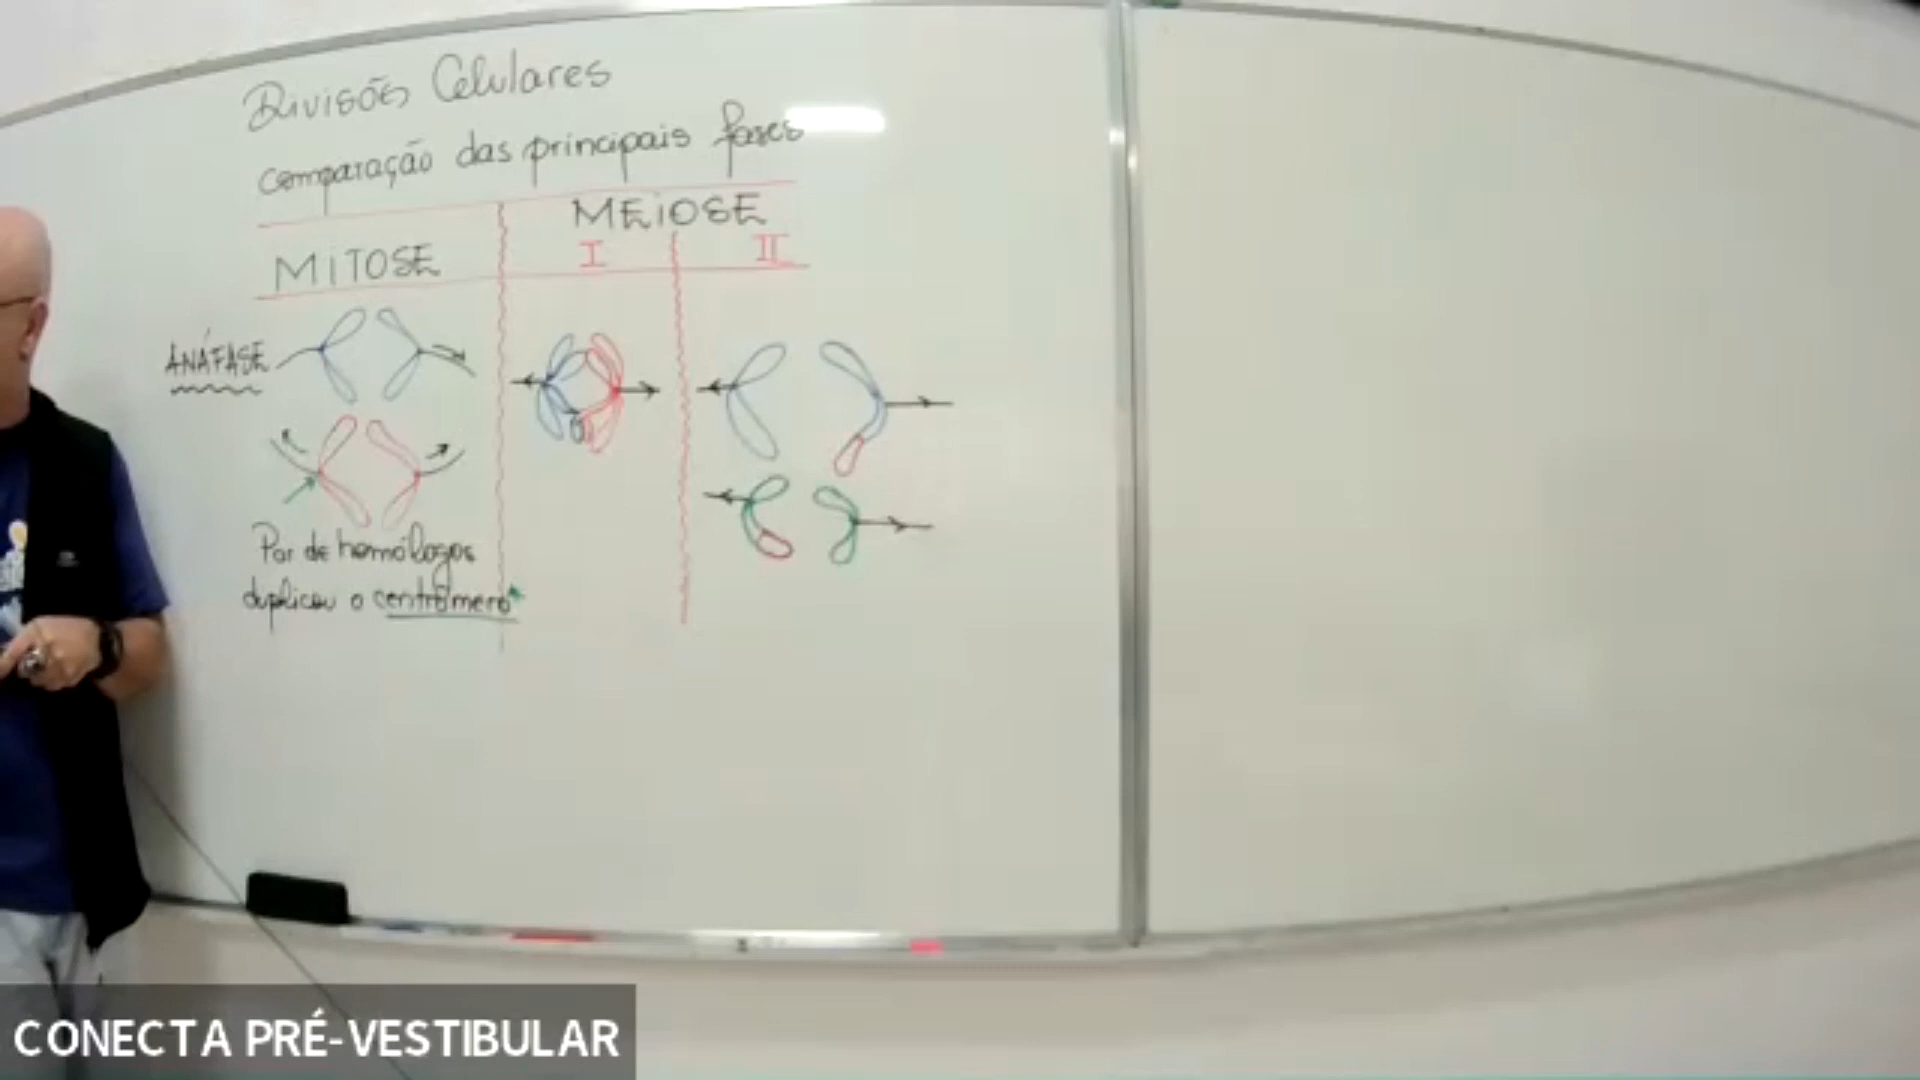 Divisões Celulares
comparação das principais fases
MEIOSE
MITOSE I II
ANÁFASE
Par de homólogos
duplicou o centrômero*
CONECTA PRÉ-VESTIBULAR